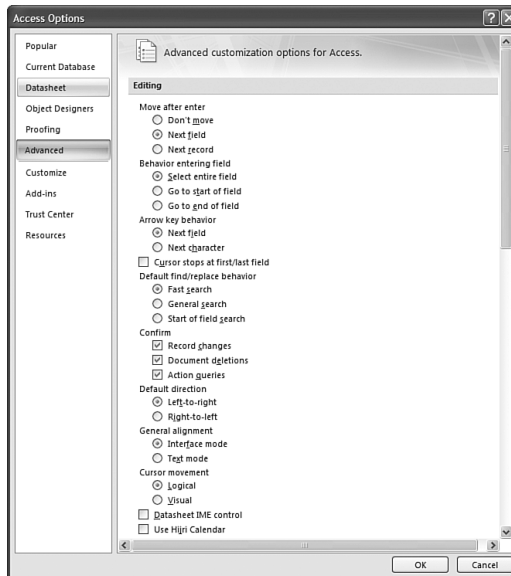 Access Options
Popular
Current Database
Datasheet
Object Designers
Proofing
Advanced
Customize
Add-ins
Trust Center
Resources
Advanced customization options for Access.
Editing
Move after enter
Don't move
Next field
Next record
Behavior entering field
Select entire field
Go to start of field
Go to end of field
Arrow key behavior
Next field
Next character
Cursor stops at first/last field
Default find/replace behavior
Fast search
General search
Start of field search
Confirm
Record changes
Document deletions
Action queries
Default direction
Left-to-right
Right-to-left
General alignment
Interface mode
Text mode
Cursor movement
Logical
Visual
Datasheet IME control
Use Hijri Calendar
OK
Cancel